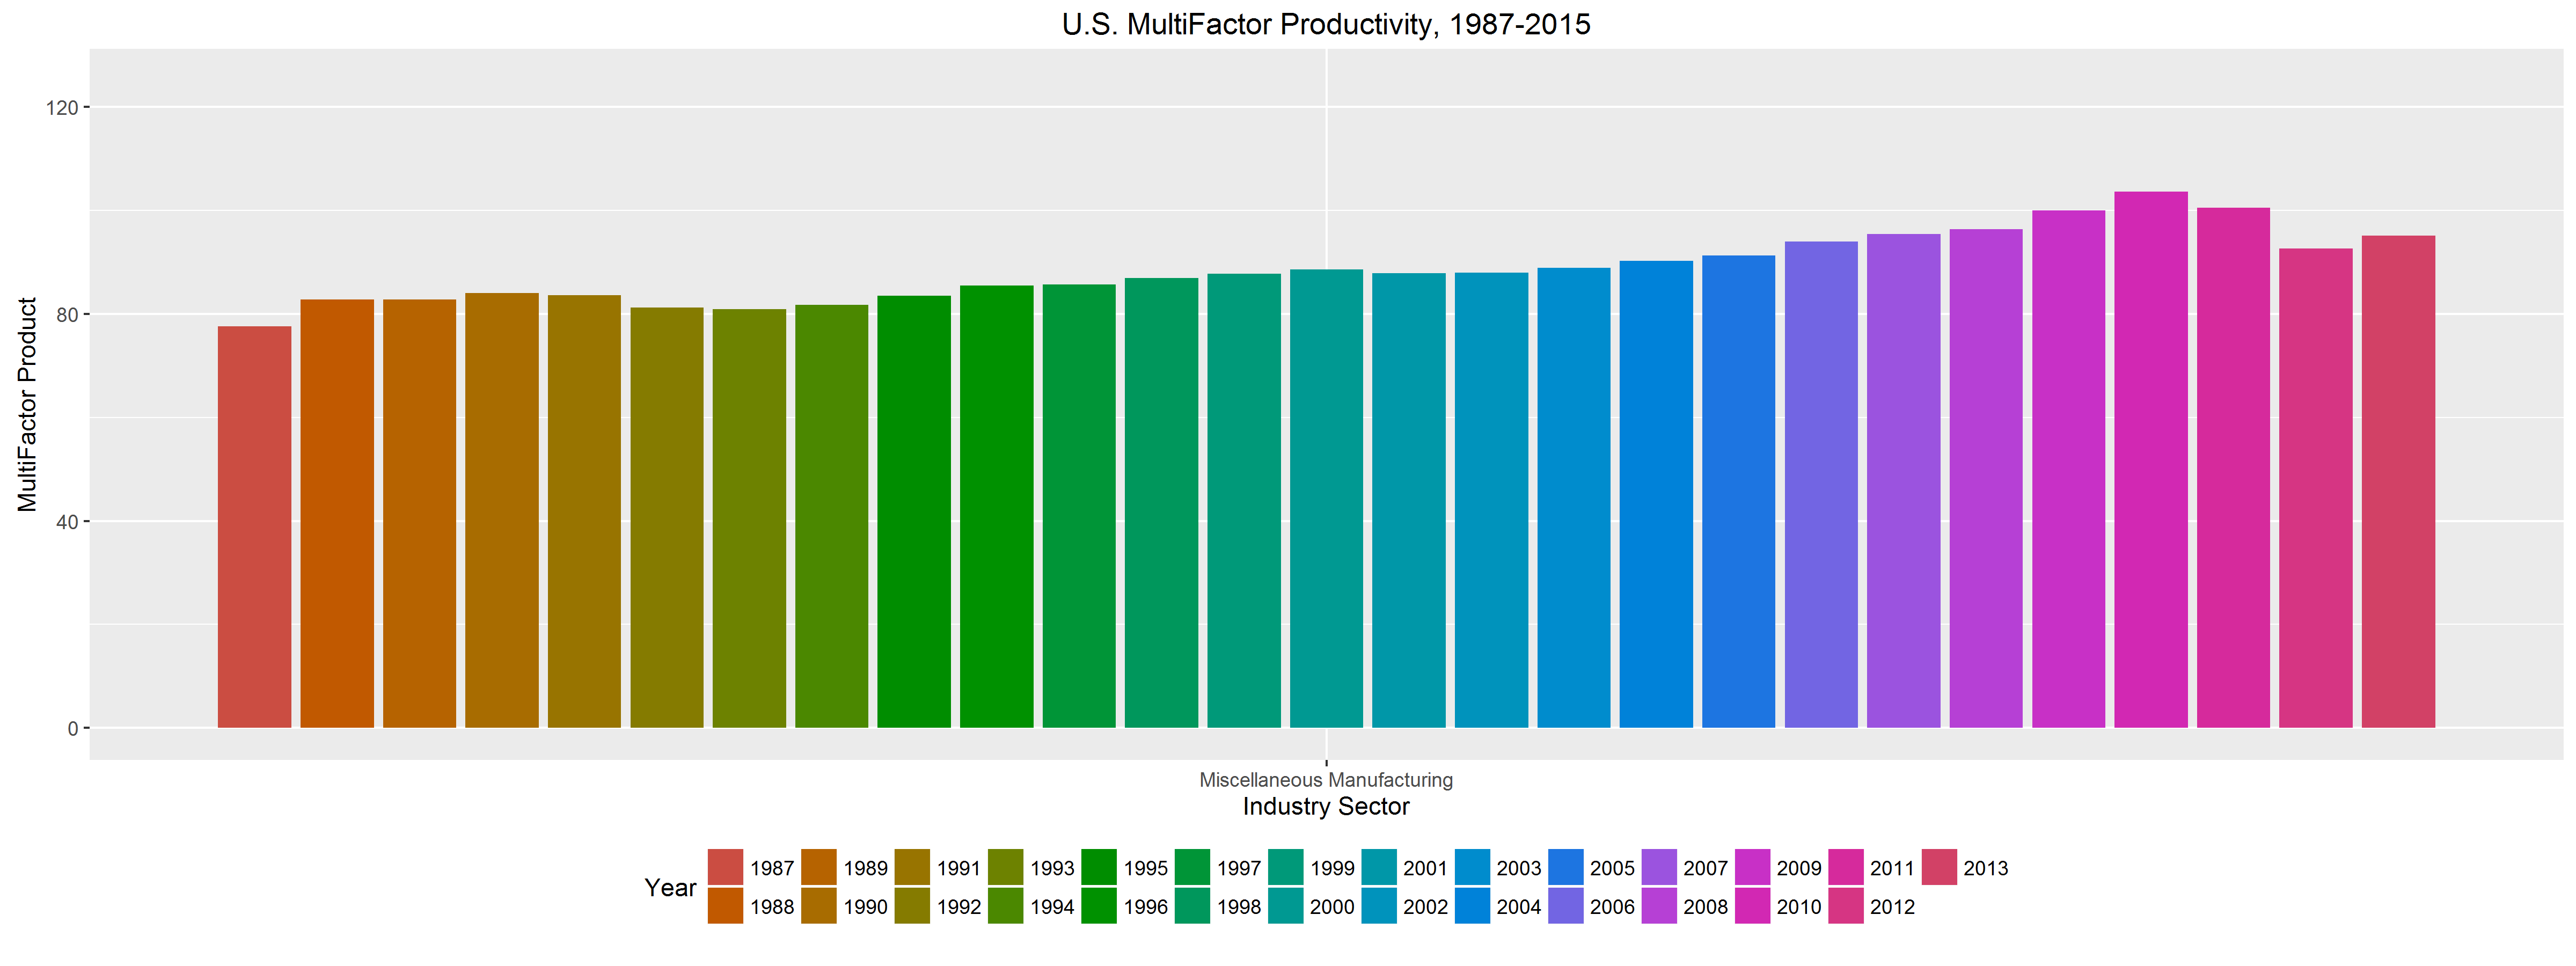 U.S. MultiFactor Productivity, 1987-2015
MultiFactor Product
120
80
40
0
Miscellaneous Manufacturing
Industry Sector
Year
1987 1989 1991 1993 1995 1997 1999 2001 2003 2005 2007 2009 2011 2013
1988 1990 1992 1994 1996 1998 2000 2002 2004 2006 2008 2010 2012